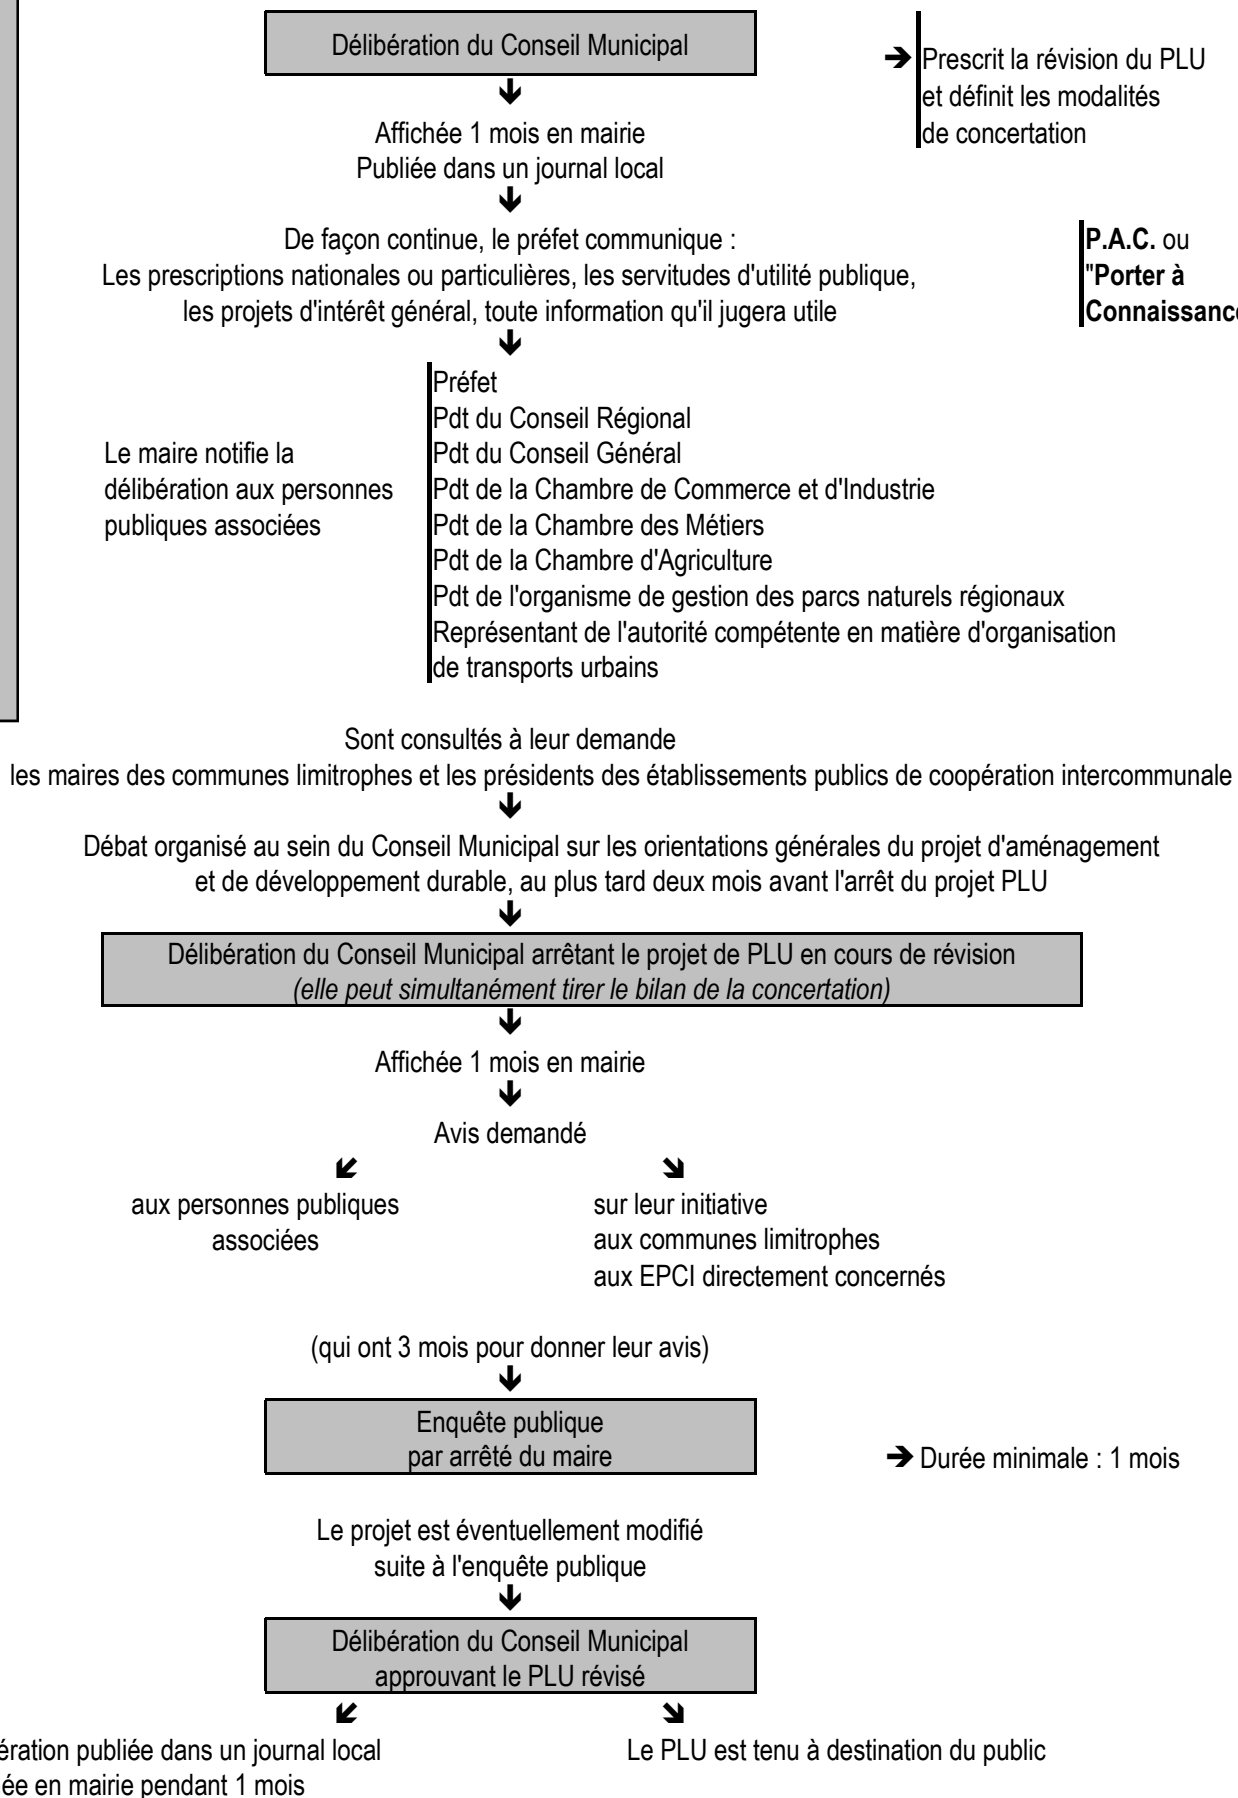 Délibération du Conseil Municipal
➔ Prescrit la révision du PLU
et définit les modalités
de concertation
Affichée 1 mois en mairie
Publiée dans un journal local
De façon continue, le préfet communique :
Les prescriptions nationales ou particulières, les servitudes d'utilité publique,
les projets d'intérêt général, toute information qu'il jugera utile
P.A.C. ou
"Porter à
Connaissance
Le maire notifie la
délibération aux personnes
publiques associées
Préfet
Pdt du Conseil Régional
Pdt du Conseil Général
Pdt de la Chambre de Commerce et d'Industrie
Pdt de la Chambre des Métiers
Pdt de la Chambre d'Agriculture
Pdt de l'organisme de gestion des parcs naturels régionaux
Représentant de l'autorité compétente en matière d'organisation
de transports urbains
Sont consultés à leur demande
les maires des communes limitrophes et les présidents des établissements publics de coopération intercommunale
Débat organisé au sein du Conseil Municipal sur les orientations générales du projet d'aménagement
et de développement durable, au plus tard deux mois avant l'arrêt du projet PLU
Délibération du Conseil Municipal arrêtant le projet de PLU en cours de révision
(elle peut simultanément tirer le bilan de la concertation)
Affichée 1 mois en mairie
Avis demandé
aux personnes publiques
associées
sur leur initiative
aux communes limitrophes
aux EPCI directement concernés
(qui ont 3 mois pour donner leur avis)
Enquête publique
par arrêté du maire
➔ Durée minimale : 1 mois
Le projet est éventuellement modifié
suite à l'enquête publique
Délibération du Conseil Municipal
approuvant le PLU révisé
ération publiée dans un journal local
ée en mairie pendant 1 mois
Le PLU est tenu à destination du public